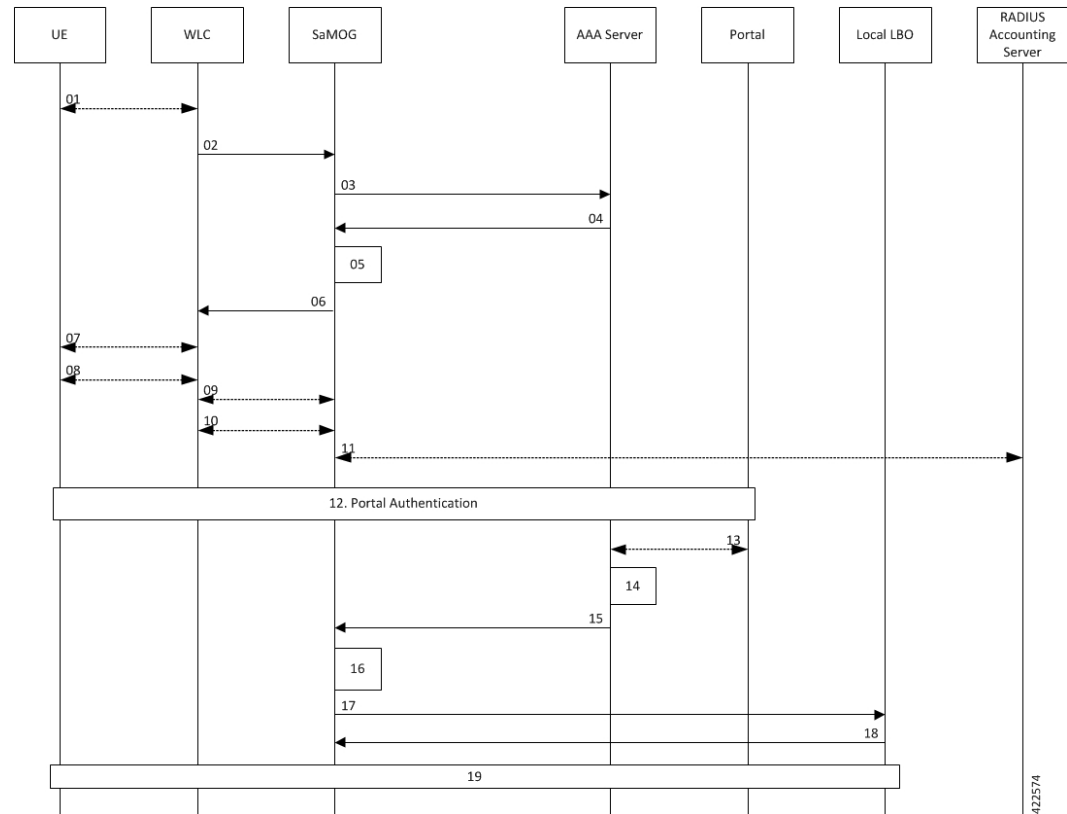 UE
WLC
SaMOG
AAA Server
Portal
Local LBO
RADIUS
Accounting
Server
01
02
03
04
05
06
07
08
09
10
11
12. Portal Authentication
13
14
15
16
17
18
19
422574